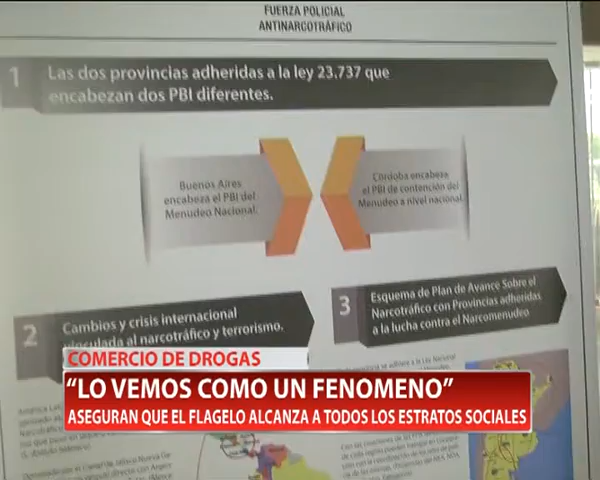 FUERZA POLICIAL
ANTINARCOTRÁFICO
1
Las dos provincias adheridas a la ley 23.737 que
encabezan dos PBI diferentes.
Buenos Aires
encabeza el PBI del
Menudeo Nacional.
Córdoba encabeza
el PBI de contención del
Menudeo a nivel nacional.
2
Cambios y crisis internacional
vinculada al narcotráfico y terrorismo.
3
Esquema de Plan de Avance Sobre el
Narcotráfico con Provincias adheridas
a la lucha contra el Narcomenudeo
COMERCIO DE DROGAS
“LO VEMOS COMO UN FENOMENO”
ASEGURAN QUE EL FLAGELO ALCANZA A TODOS LOS ESTRATOS SOCIALES